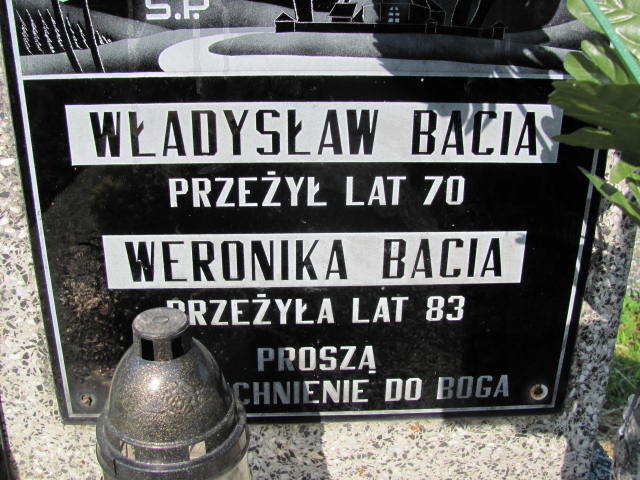 Ś.P.
WŁADYSŁAW BACIA
PRZEŻYŁ LAT 70
WERONIKA BACIA
PRZEŻYŁA LAT 83
PROSZĄ
DO BOGA